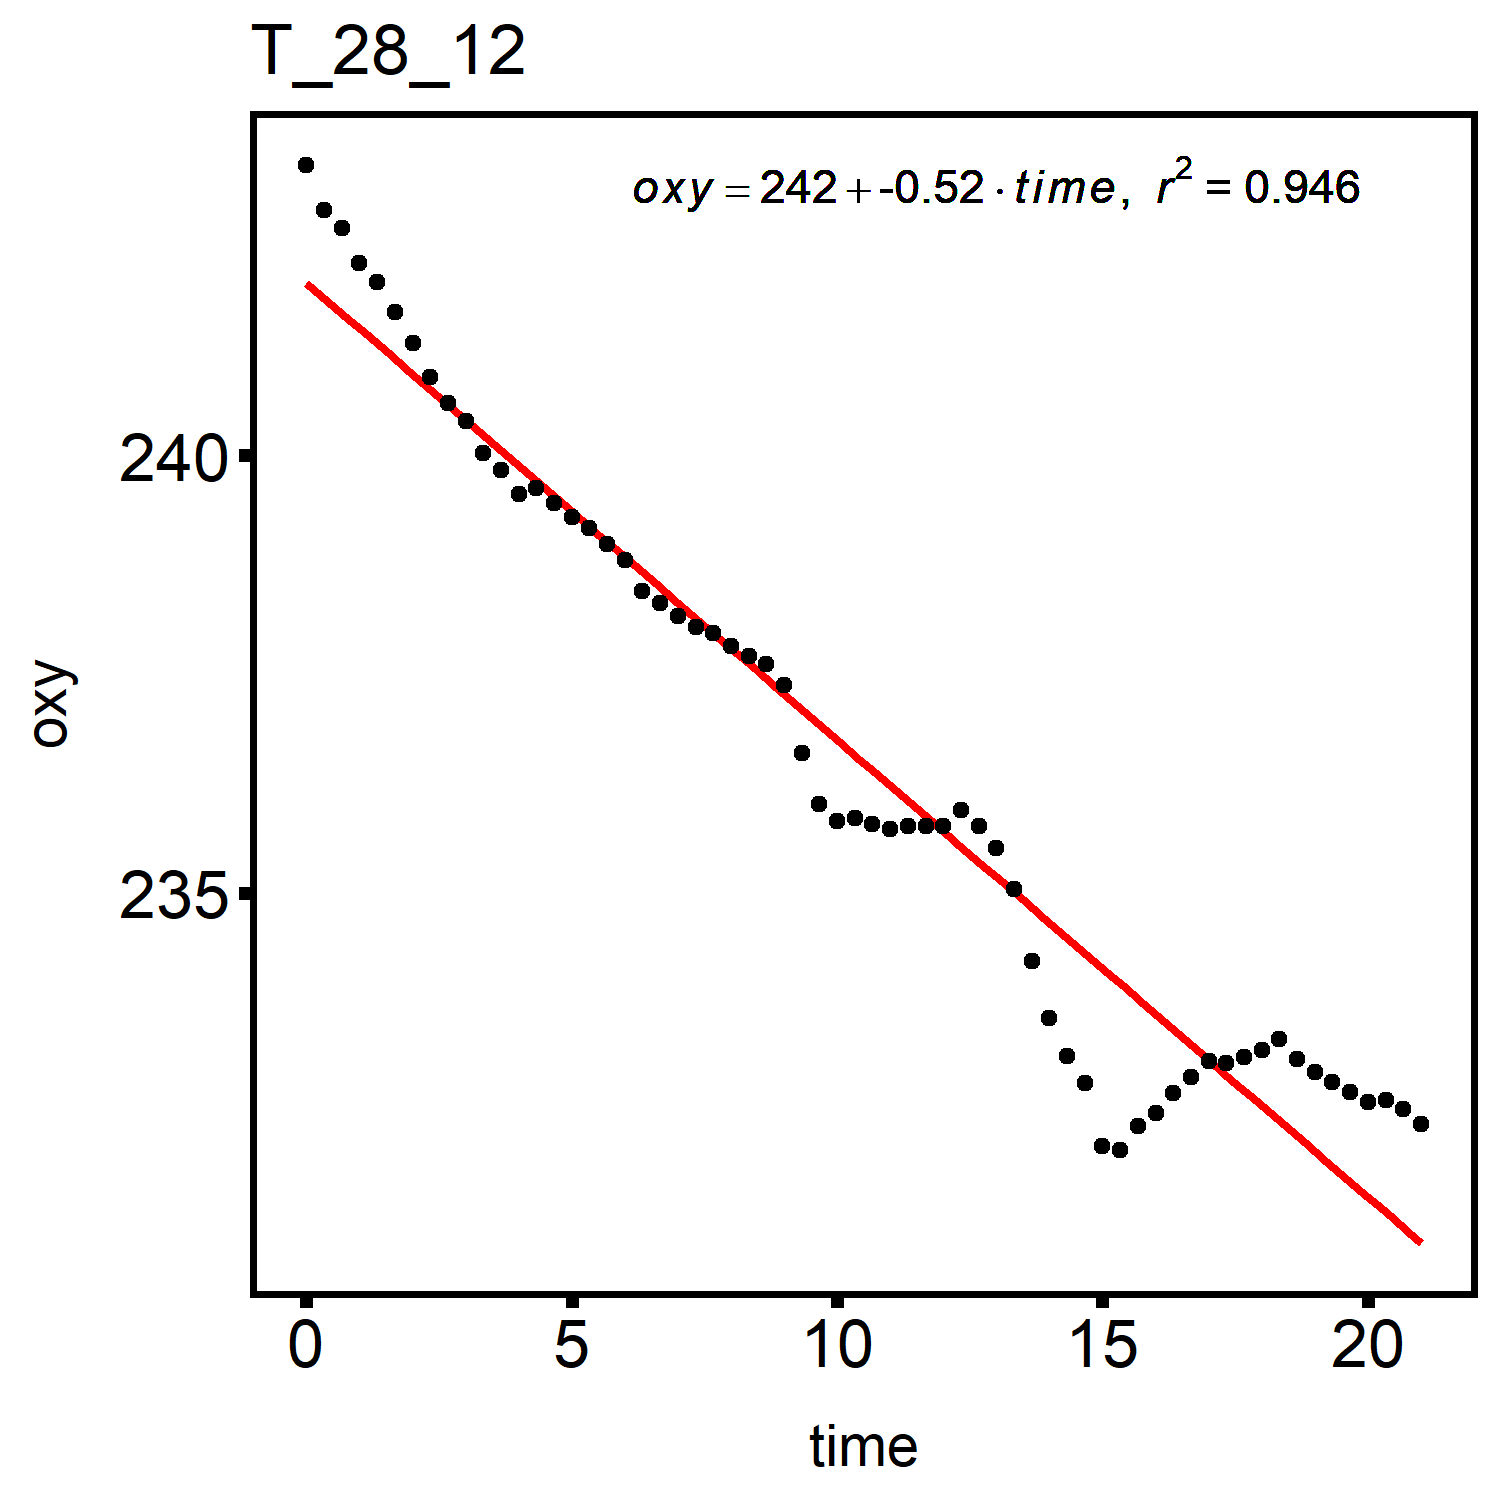 T_28_12
oxy = 242 + -0.52 · time, r² = 0.946
240
235
oxy
0 5 10 15 20
time